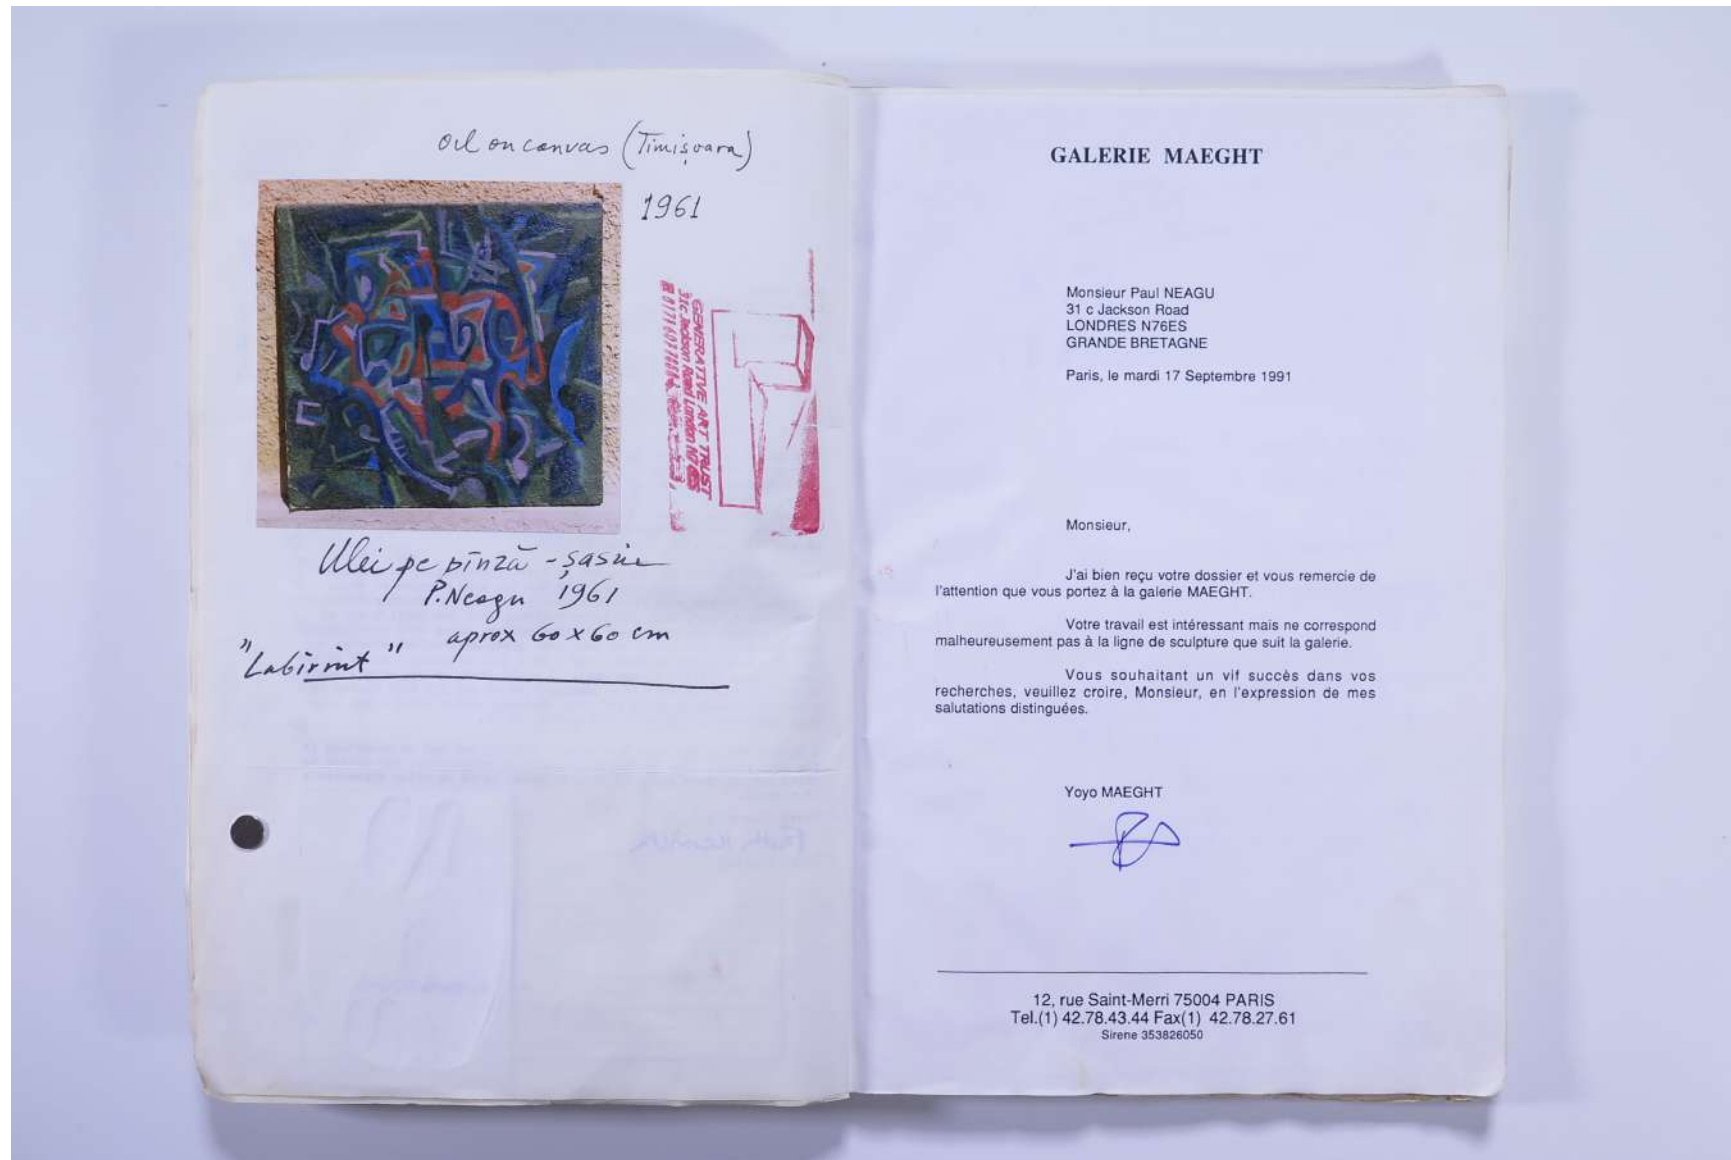 oil on canvas (Timișoara)
1961
GENERATIVE ART TRUST
31c Jackson Road London N7
Ulei pe pînză - șasiu
P. Neagu 1961
aprox 60 x 60 cm
"Labirint"
GALERIE MAEGHT
Monsieur Paul NEAGU
31 c Jackson Road
LONDRES N76ES
GRANDE BRETAGNE
Paris, le mardi 17 Septembre 1991
Monsieur,
J'ai bien reçu votre dossier et vous remercie de
l'attention que vous portez à la galerie MAEGHT.
Votre travail est intéressant mais ne correspond
malheureusement pas à la ligne de sculpture que suit la galerie.
Vous souhaitant un vif succès dans vos
recherches, veuillez croire, Monsieur, en l'expression de mes
salutations distinguées.
Yoyo MAEGHT
12, rue Saint-Merri 75004 PARIS
Tel.(1) 42.78.43.44 Fax(1) 42.78.27.61
Sirene 353826050